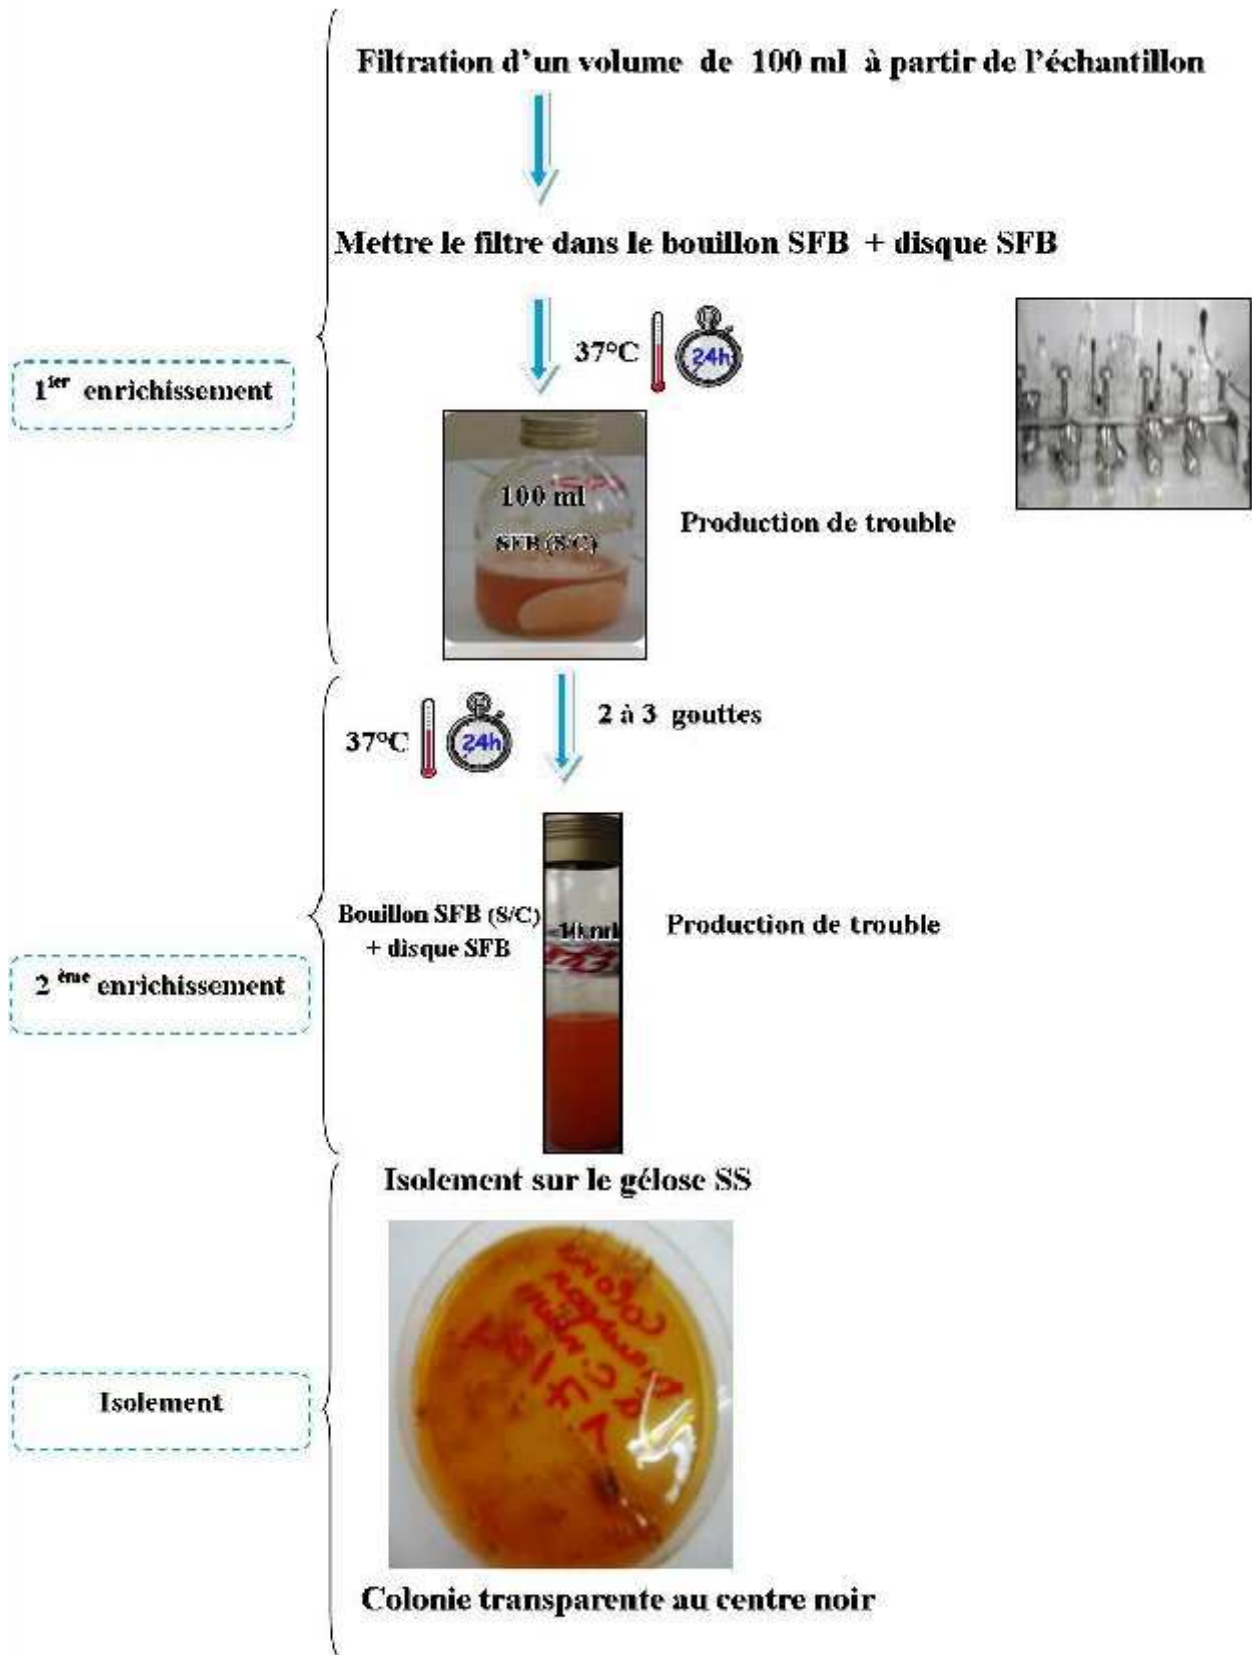 Filtration d'un volume de 100 ml à partir de l'échantillon
Mettre le filtre dans le bouillon SFB + disque SFB
37°C
24h
1ier enrichissement
100 ml
SFB (S/C)
Production de trouble
37°C
24h
2 à 3 gouttes
Bouillon SFB (S/C)
+ disque SFB
10 ml
Production de trouble
2 ème enrichissement
Isolement sur le gélose SS
Isolement
Colonie transparente au centre noir